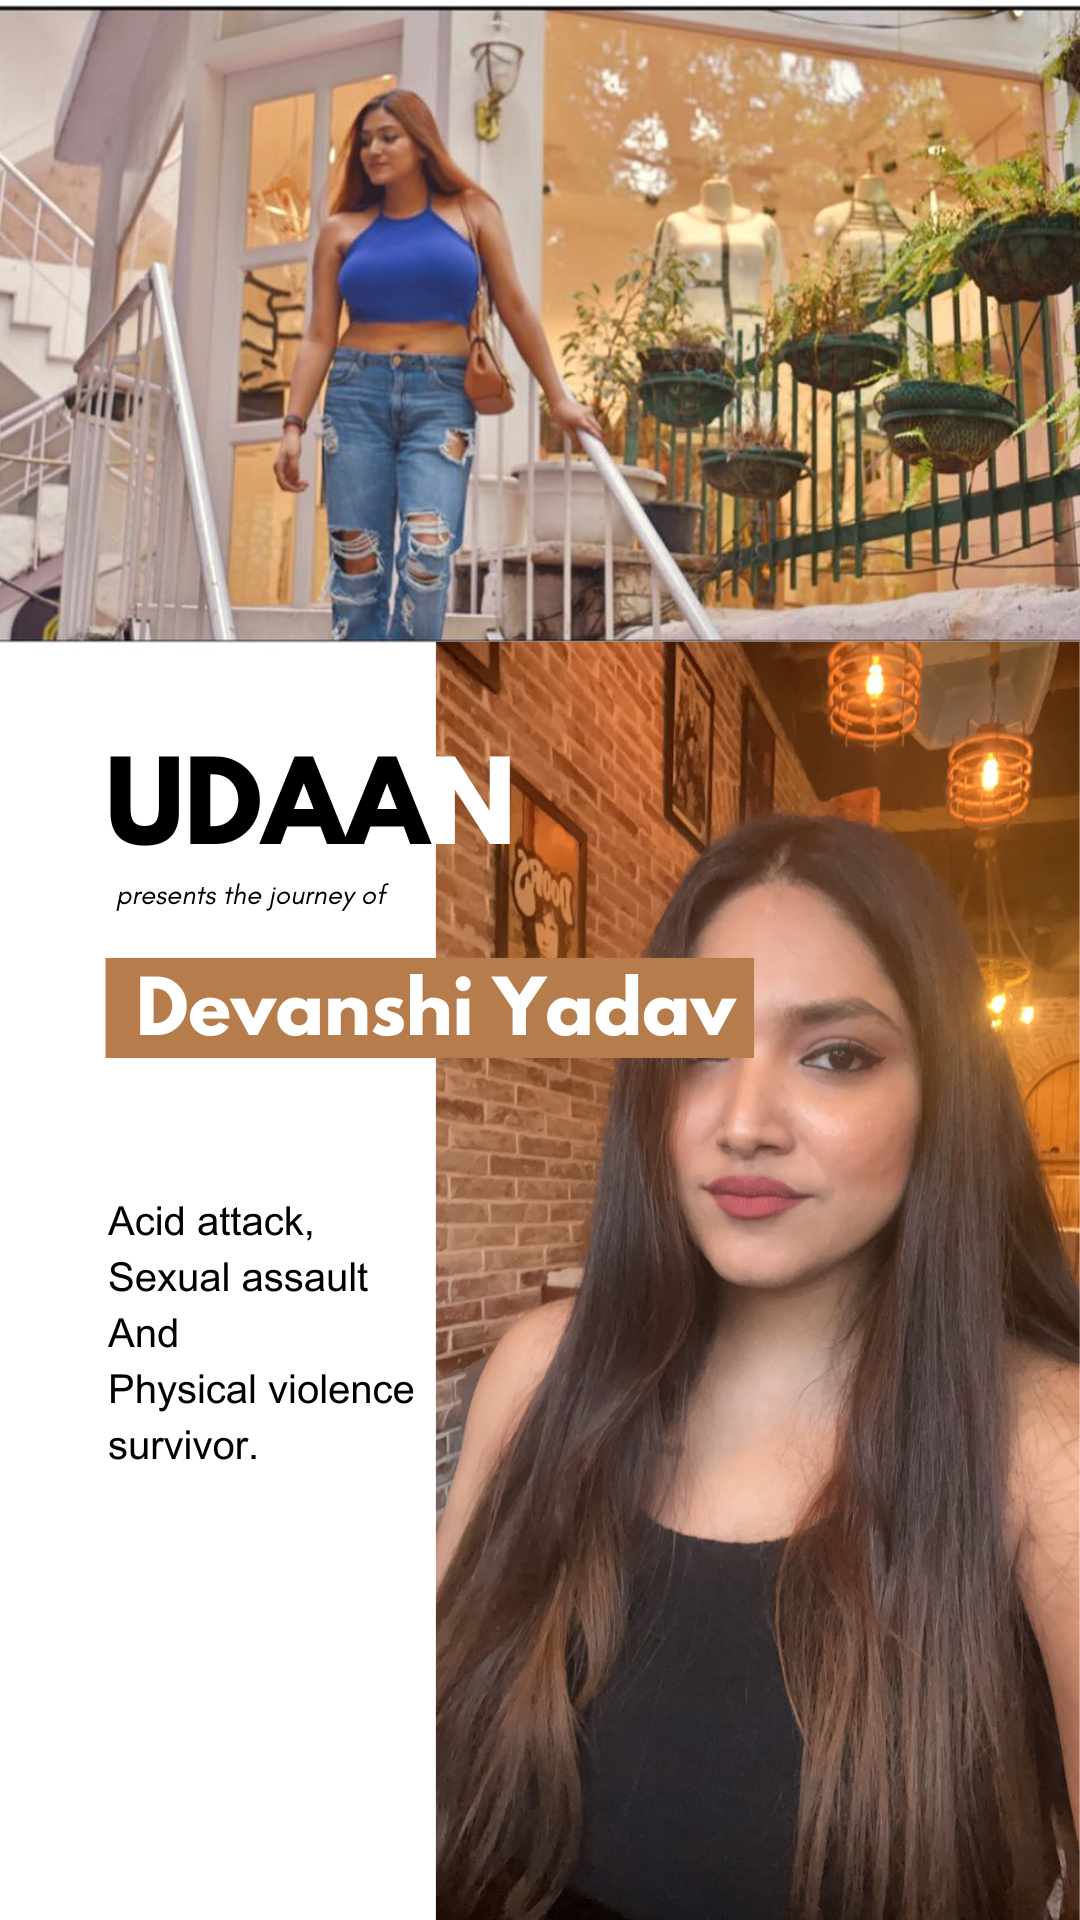 UDAAN
presents the journey of
Devanshi Yadav
Acid attack,
Sexual assault
And
Physical violence
survivor.